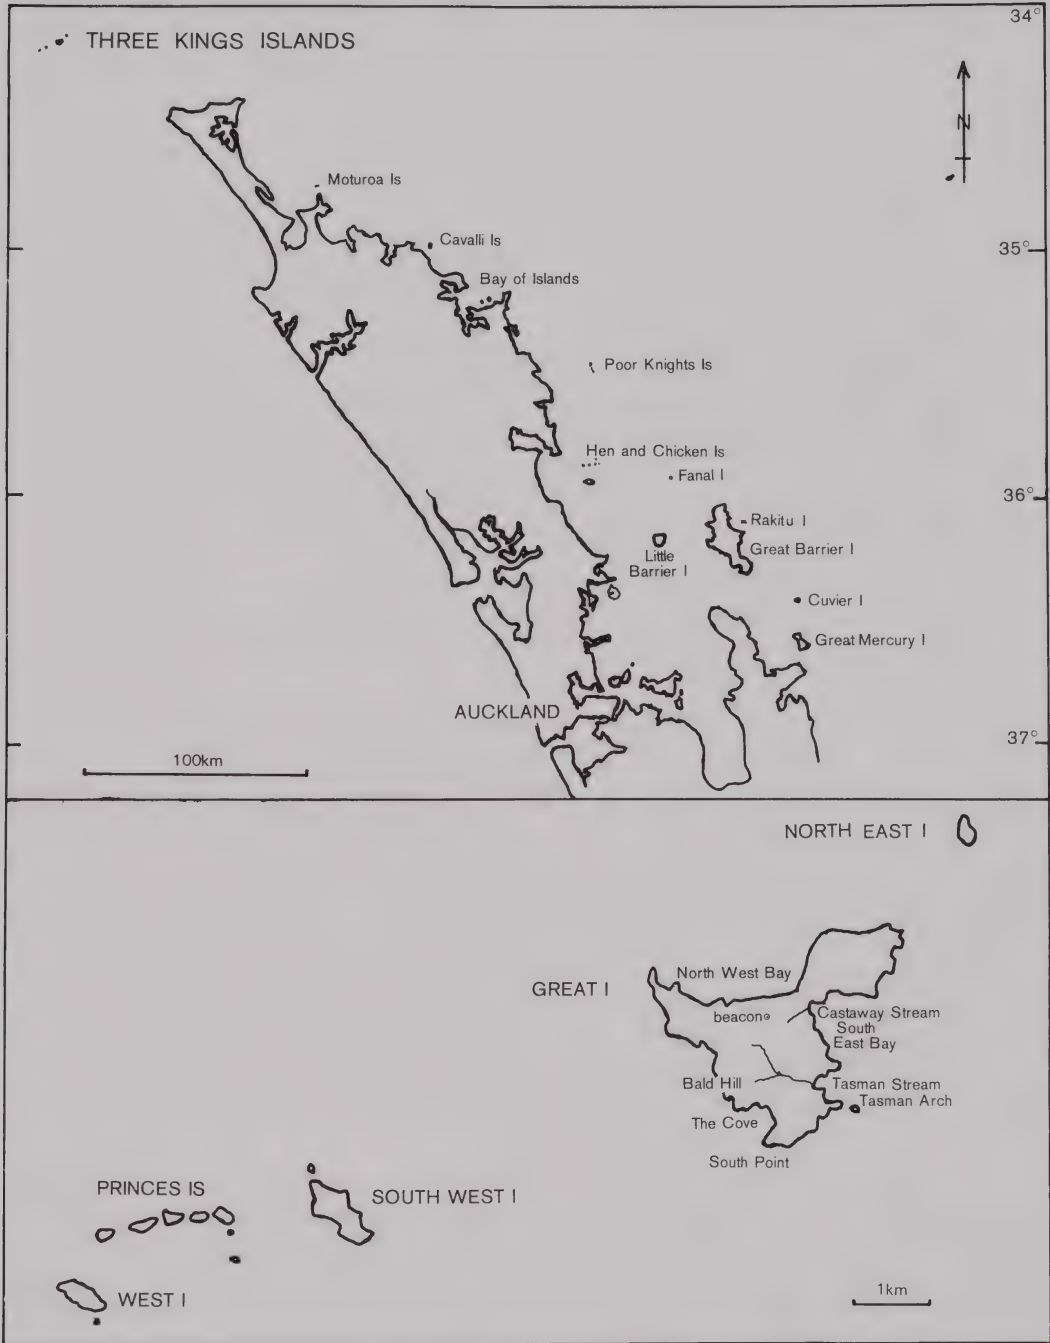 34°
THREE KINGS ISLANDS
N
Moturoa Is
Cavalli Is
35°
Bay of Islands
Poor Knights Is
Hen and Chicken Is
Fanal I
36°
Rakitu I
Great Barrier I
Little
Barrier I
Cuvier I
Great Mercury I
AUCKLAND
37°
100km
NORTH EAST I
North West Bay
GREAT I
beacon
Castaway Stream
South
East Bay
Bald Hill
Tasman Stream
Tasman Arch
The Cove
South Point
PRINCES IS
SOUTH WEST I
1km
WEST I